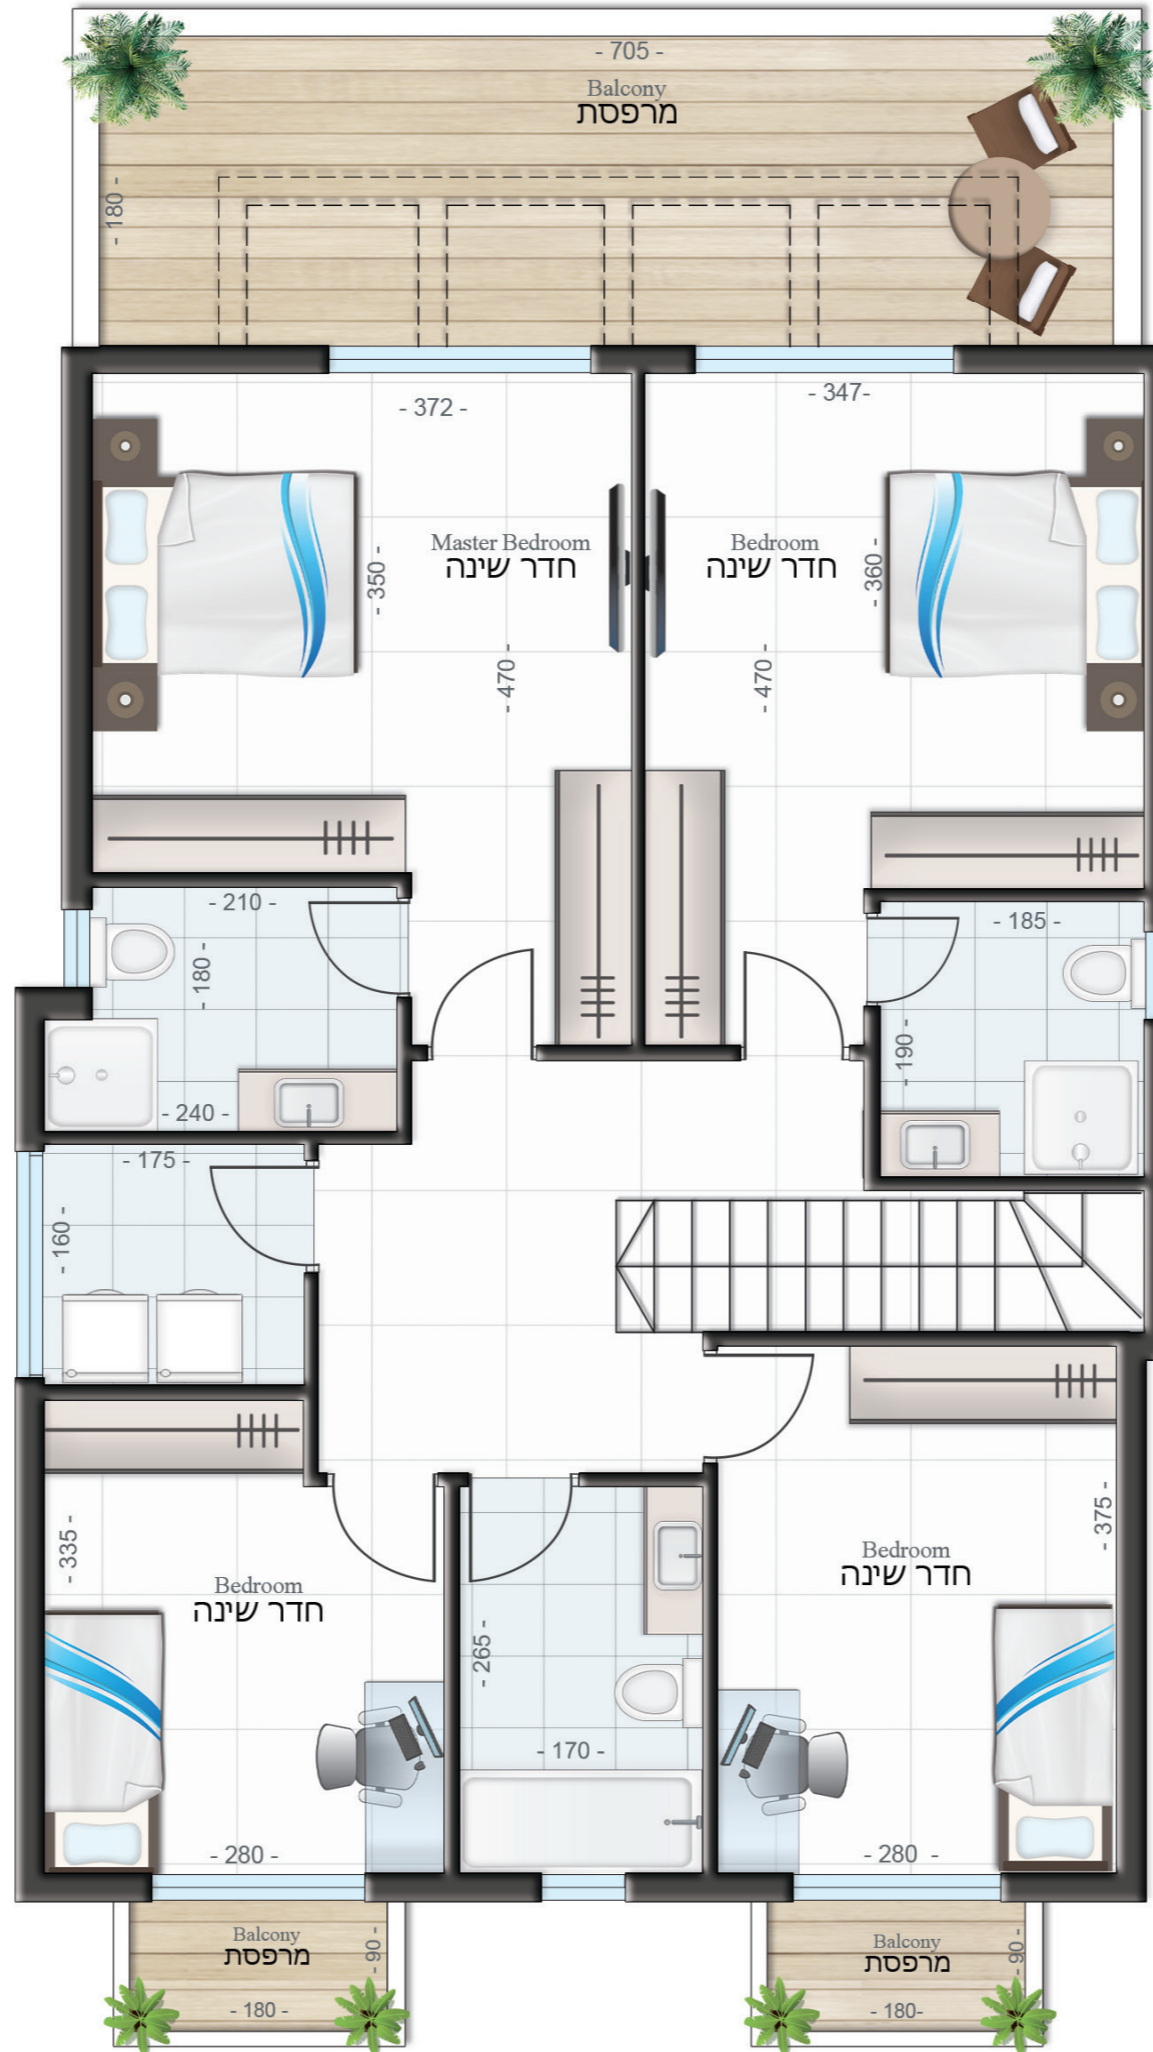 - 705 -
Balcony
מרפסת
- 180 -
- 372 -
- 347-
Master Bedroom
חדר שינה
Bedroom
חדר שינה
- 350 -
- 360 -
- 470 -
- 470 -
- 210 -
- 185 -
- 180 -
- 190 -
- 240 -
- 175 -
- 160 -
- 335 -
- 375 -
Bedroom
חדר שינה
Bedroom
חדר שינה
- 265 -
- 170 -
- 280 -
- 280 -
Balcony
מרפסת
- 90 -
- 180 -
Balcony
מרפסת
- 90 -
- 180-